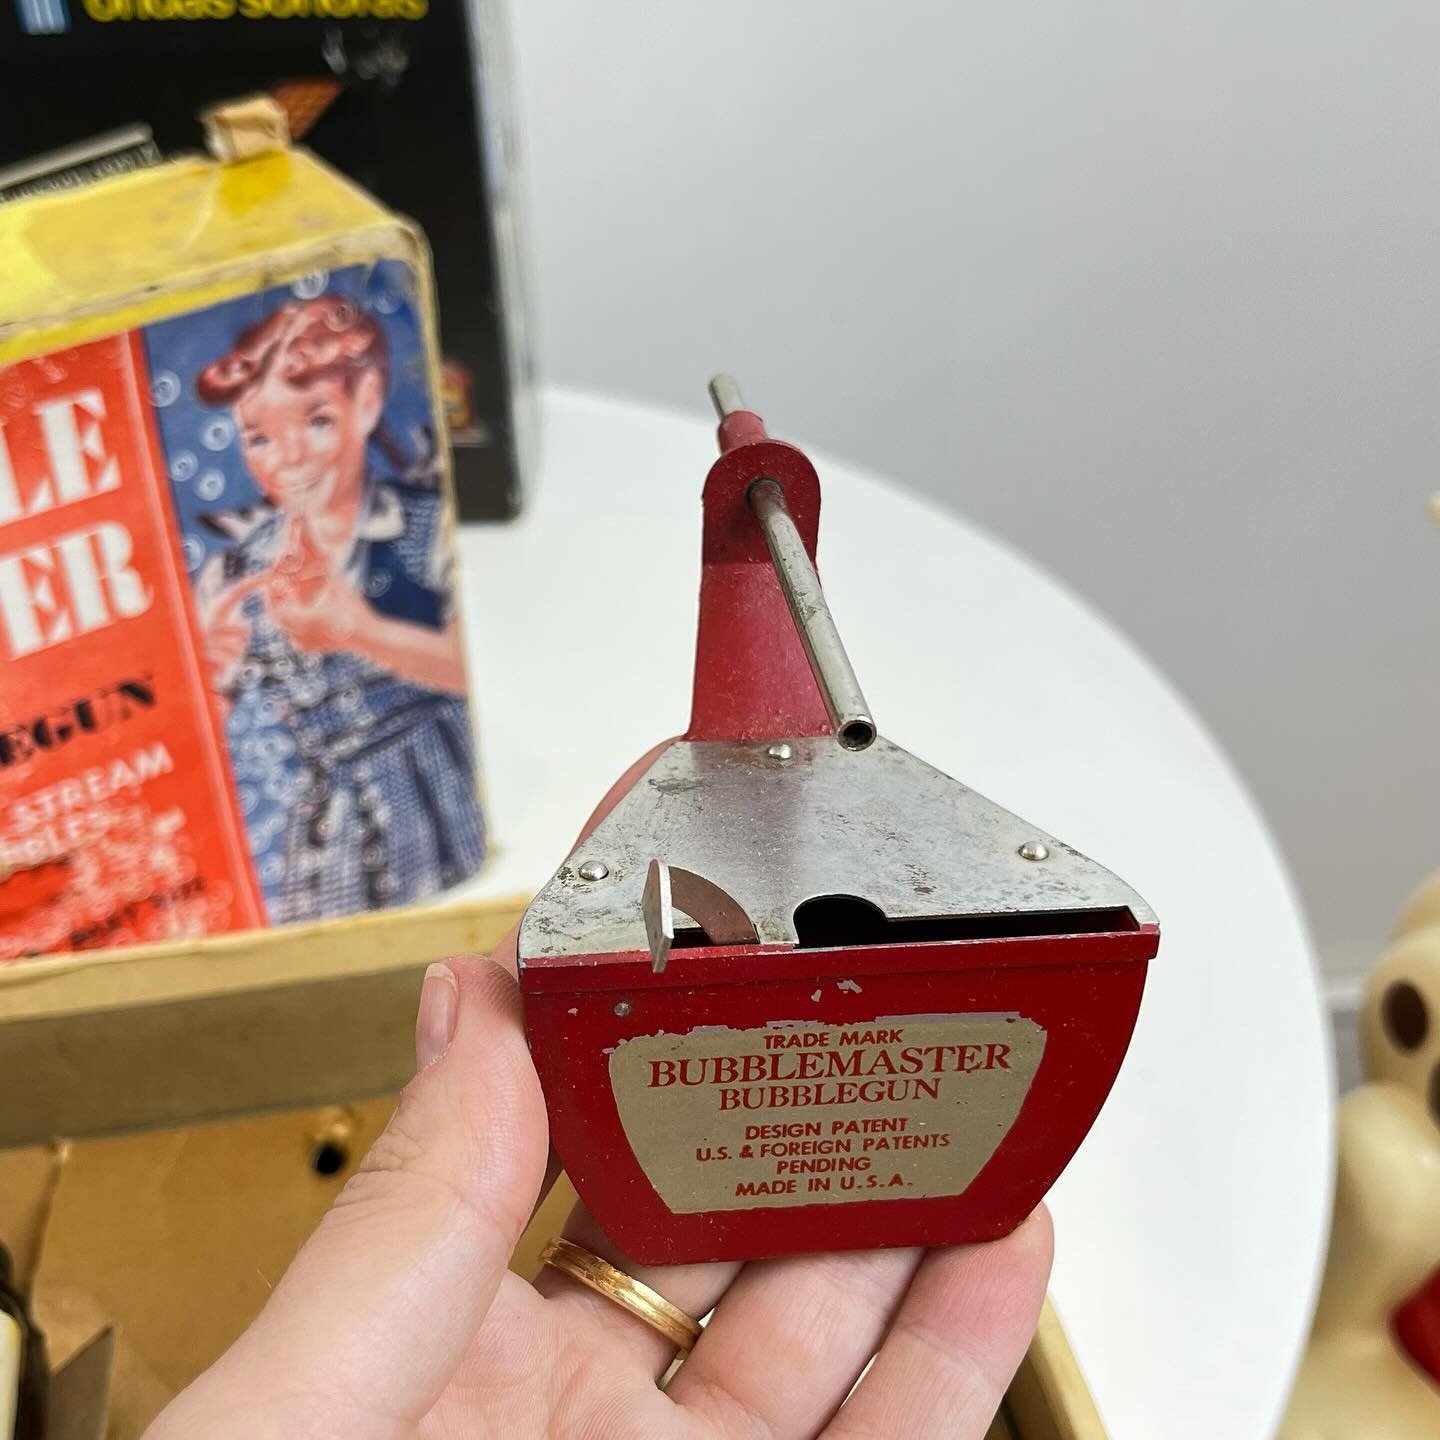 ondas sonoras
LE
ER
EGUN
STREAM
TRADE MARK
BUBBLEMASTER
BUBBLEGUN
DESIGN PATENT
U.S. & FOREIGN PATENTS
PENDING
MADE IN U.S.A.